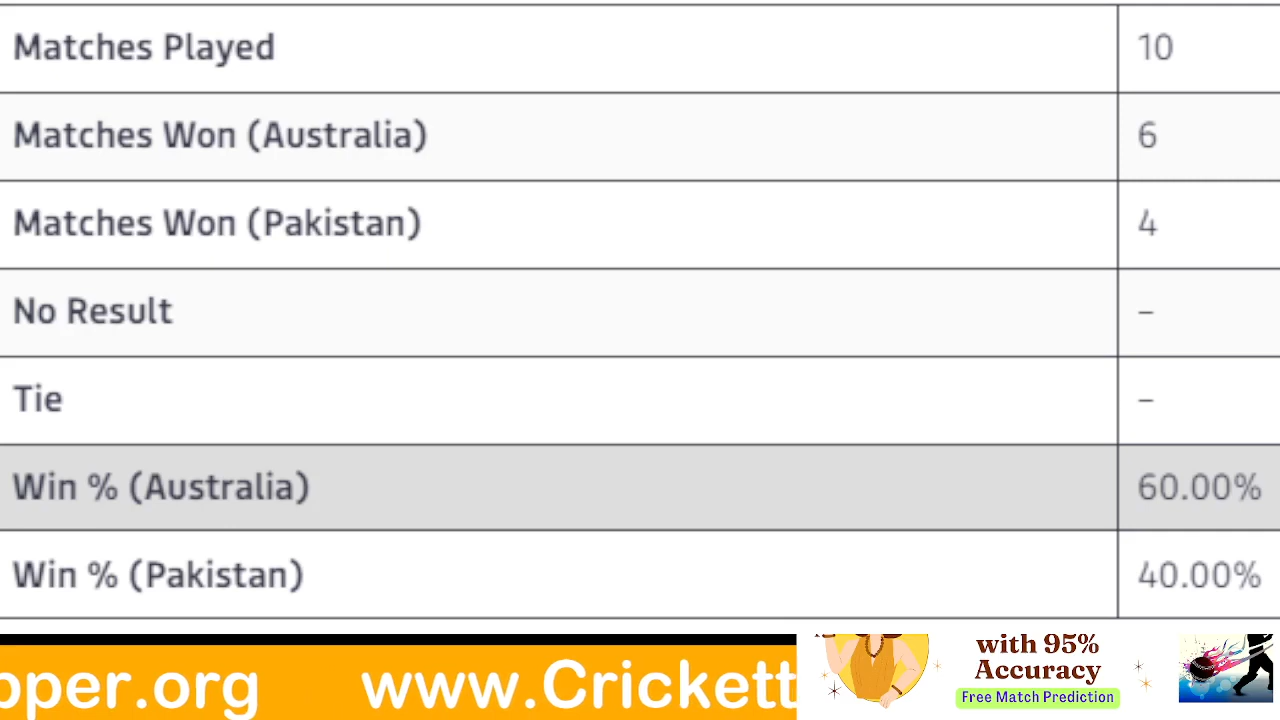 Matches Played 10
Matches Won (Australia) 6
Matches Won (Pakistan) 4
No Result –
Tie –
Win % (Australia) 60.00%
Win % (Pakistan) 40.00%
pper.org www.Crickett
with 95%
Accuracy
Free Match Prediction